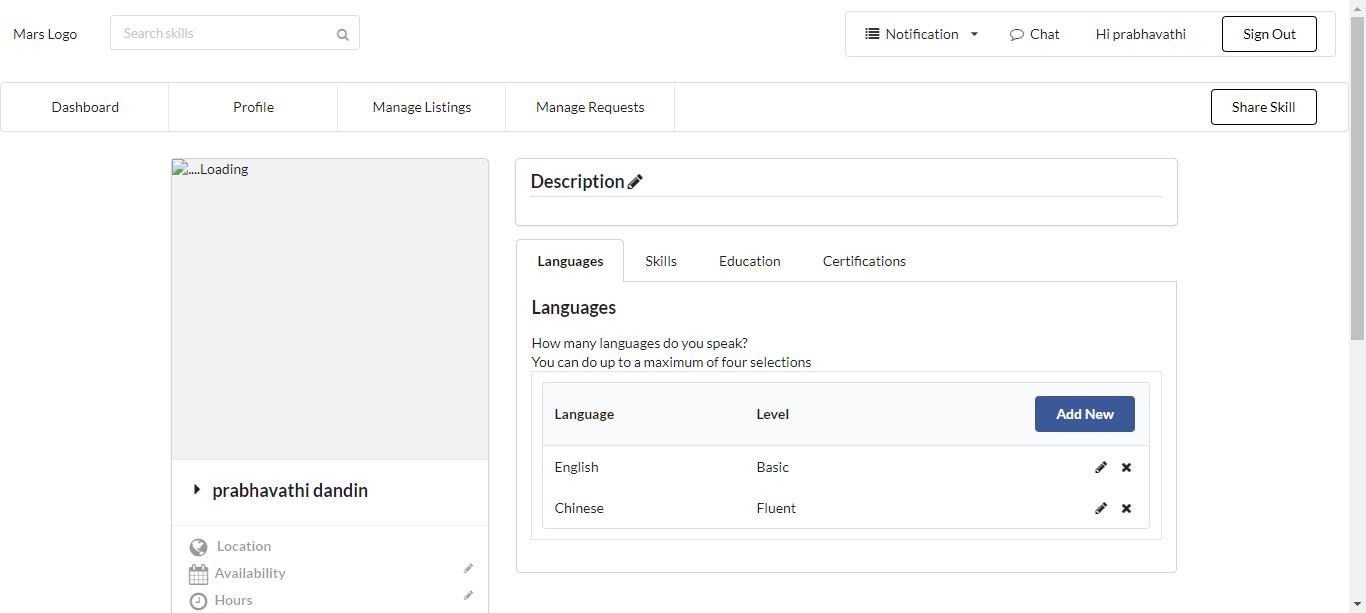 Mars Logo
Search skills
Notification
Chat
Hi prabhavathi
Sign Out
Dashboard
Profile
Manage Listings
Manage Requests
Share Skill
....Loading
prabhavathi dandin
Location
Availability
Hours
Description
Languages Skills Education Certifications
Languages
How many languages do you speak?
You can do up to a maximum of four selections
Language Level Add New
English Basic
Chinese Fluent